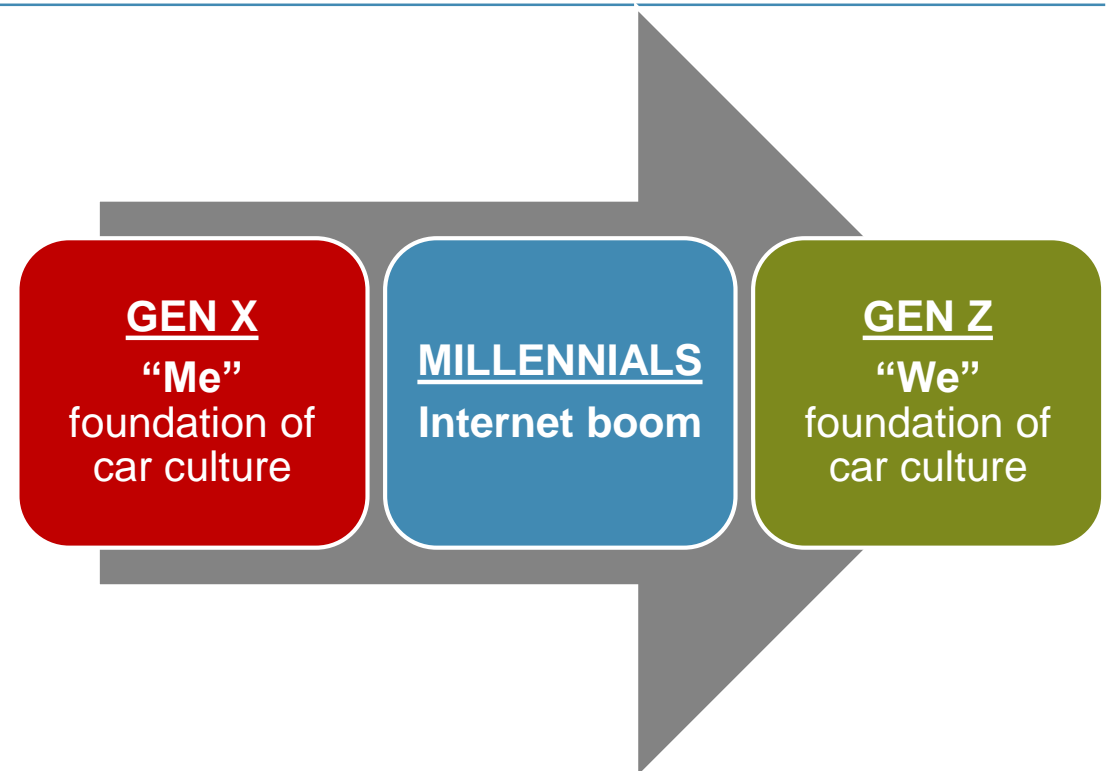 GEN X
“Me”
foundation of
car culture
MILLENNIALS
Internet boom
GEN Z
“We”
foundation of
car culture